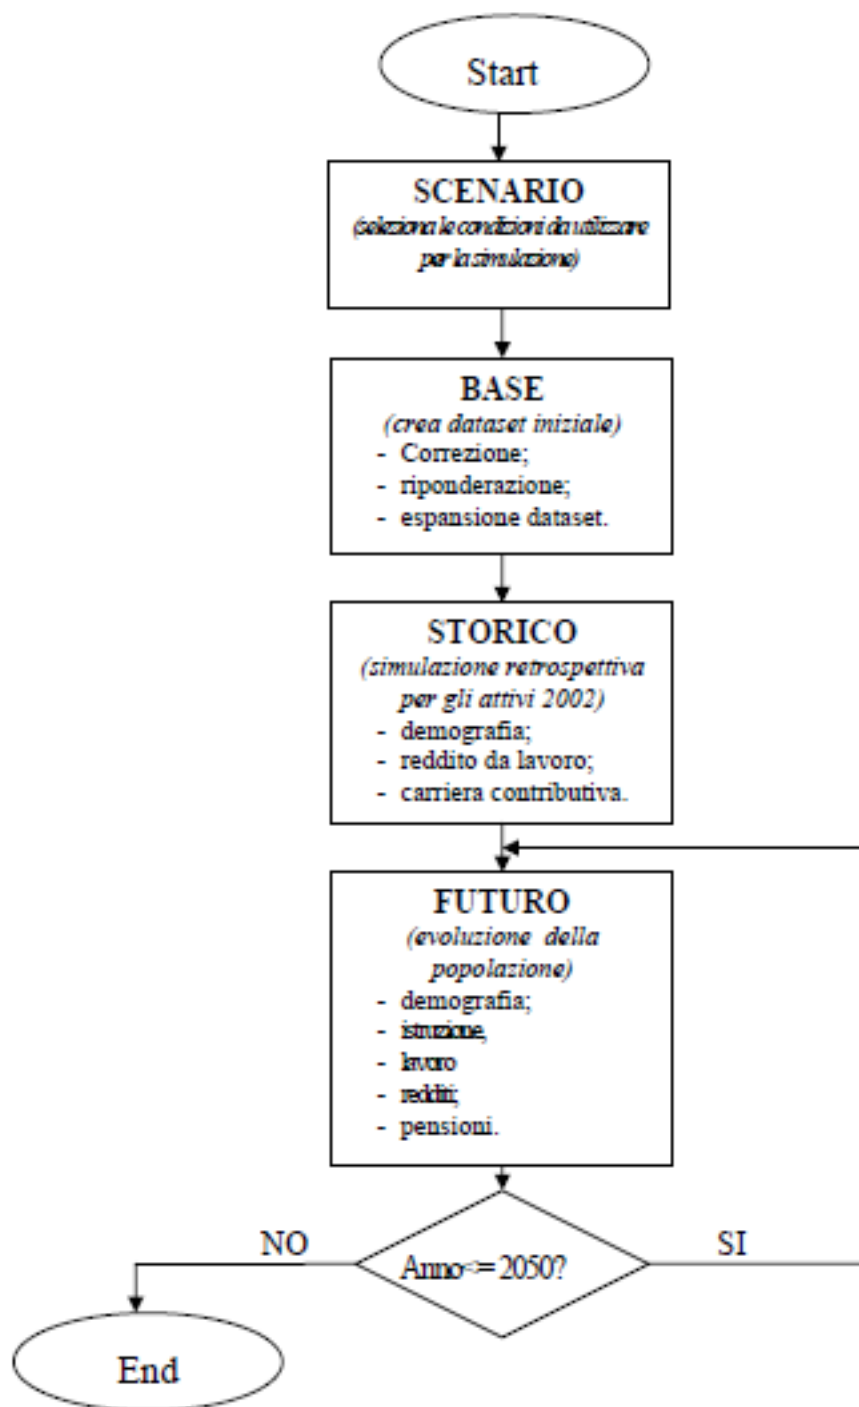 Start
SCENARIO
(seleziona le condizioni da utilizzare
per la simulazione)
BASE
(crea dataset iniziale)
- Correzione;
- riponderazione;
- espansione dataset.
STORICO
(simulazione retrospettiva
per gli attivi 2002)
- demografia;
- reddito da lavoro;
- carriera contributiva.
FUTURO
(evoluzione della
popolazione)
- demografia;
- istruzione,
- lavoro
- redditi;
- pensioni.
NO
Anno<=2050?
SI
End